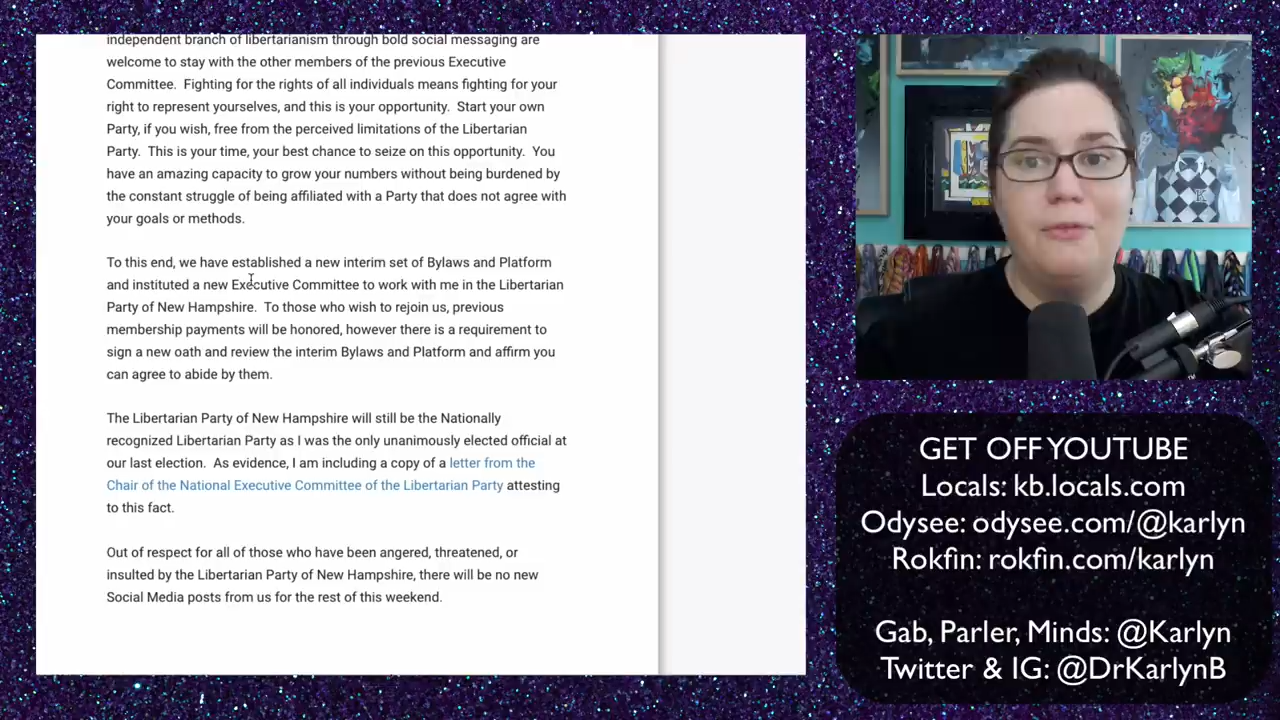 independent branch of libertarianism through bold social messaging are
welcome to stay with the other members of the previous Executive
Committee.  Fighting for the rights of all individuals means fighting for your
right to represent yourselves, and this is your opportunity.  Start your own
Party, if you wish, free from the perceived limitations of the Libertarian
Party.  This is your time, your best chance to seize on this opportunity.  You
have an amazing capacity to grow your numbers without being burdened by
the constant struggle of being affiliated with a Party that does not agree with
your goals or methods.
To this end, we have established a new interim set of Bylaws and Platform
and instituted a new Executive Committee to work with me in the Libertarian
Party of New Hampshire.  To those who wish to rejoin us, previous
membership payments will be honored, however there is a requirement to
sign a new oath and review the interim Bylaws and Platform and affirm you
can agree to abide by them.
The Libertarian Party of New Hampshire will still be the Nationally
recognized Libertarian Party as I was the only unanimously elected official at
our last election.  As evidence, I am including a copy of a letter from the
Chair of the National Executive Committee of the Libertarian Party attesting
to this fact.
Out of respect for all of those who have been angered, threatened, or
insulted by the Libertarian Party of New Hampshire, there will be no new
Social Media posts from us for the rest of this weekend.
K
GET OFF YOUTUBE
Locals: kb.locals.com
Odysee: odysee.com/@karlyn
Rokfin: rokfin.com/karlyn
Gab, Parler, Minds: @Karlyn
Twitter & IG: @DrKarlynB